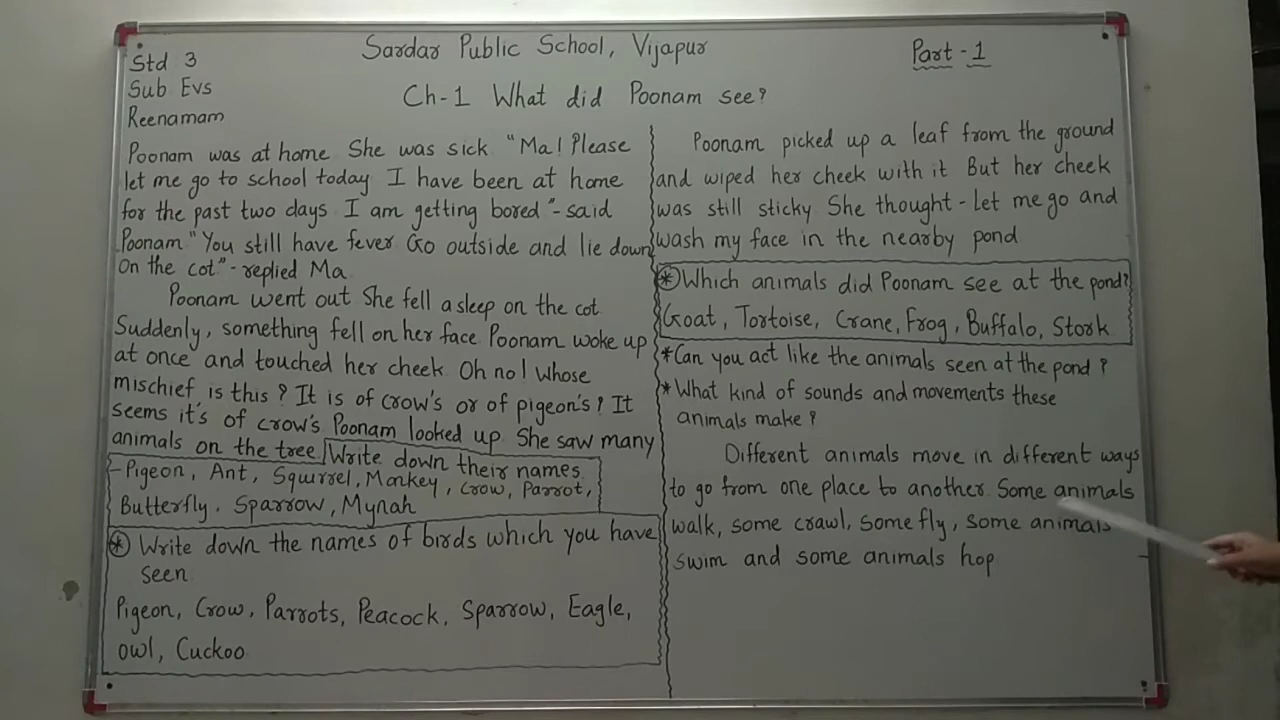 Sardar Public School, Vijapur
Part - 1
Std 3
Sub Evs
Reenamam
Ch-1 What did Poonam see?
Poonam was at home She was sick "Ma! Please
let me go to school today I have been at home
for the past two days I am getting bored"- said
Poonam "You still have fever Go outside and lie down
on the cot"- replied Ma
Poonam went out She fell a sleep on the cot
Suddenly, something fell on her face Poonam woke up
at once and touched her cheek. Oh no! Whose
mischief is this? It is of crow's or of pigeon's? It
seems it's of crow's Poonam looked up She saw many
animals on the tree Write down their names
- Pigeon, Ant, Squirrel, Monkey, Crow, Parrot,
Butterfly. Sparrow, Mynah
* Write down the names of birds which you have
seen
Pigeon, Crow, Parrots, Peacock, Sparrow, Eagle,
owl, Cuckoo
Poonam picked up a leaf from the ground
and wiped her cheek with it But her cheek
was still sticky She thought - Let me go and
wash my face in the nearby pond
* Which animals did Poonam see at the pond?
Goat, Tortoise, Crane, Frog, Buffalo, Stork
* Can you act like the animals seen at the pond?
* What kind of sounds and movements these
animals make?
Different animals move in different ways
to go from one place to another Some animals
walk, some crawl, some fly, some animals
swim and some animals hop